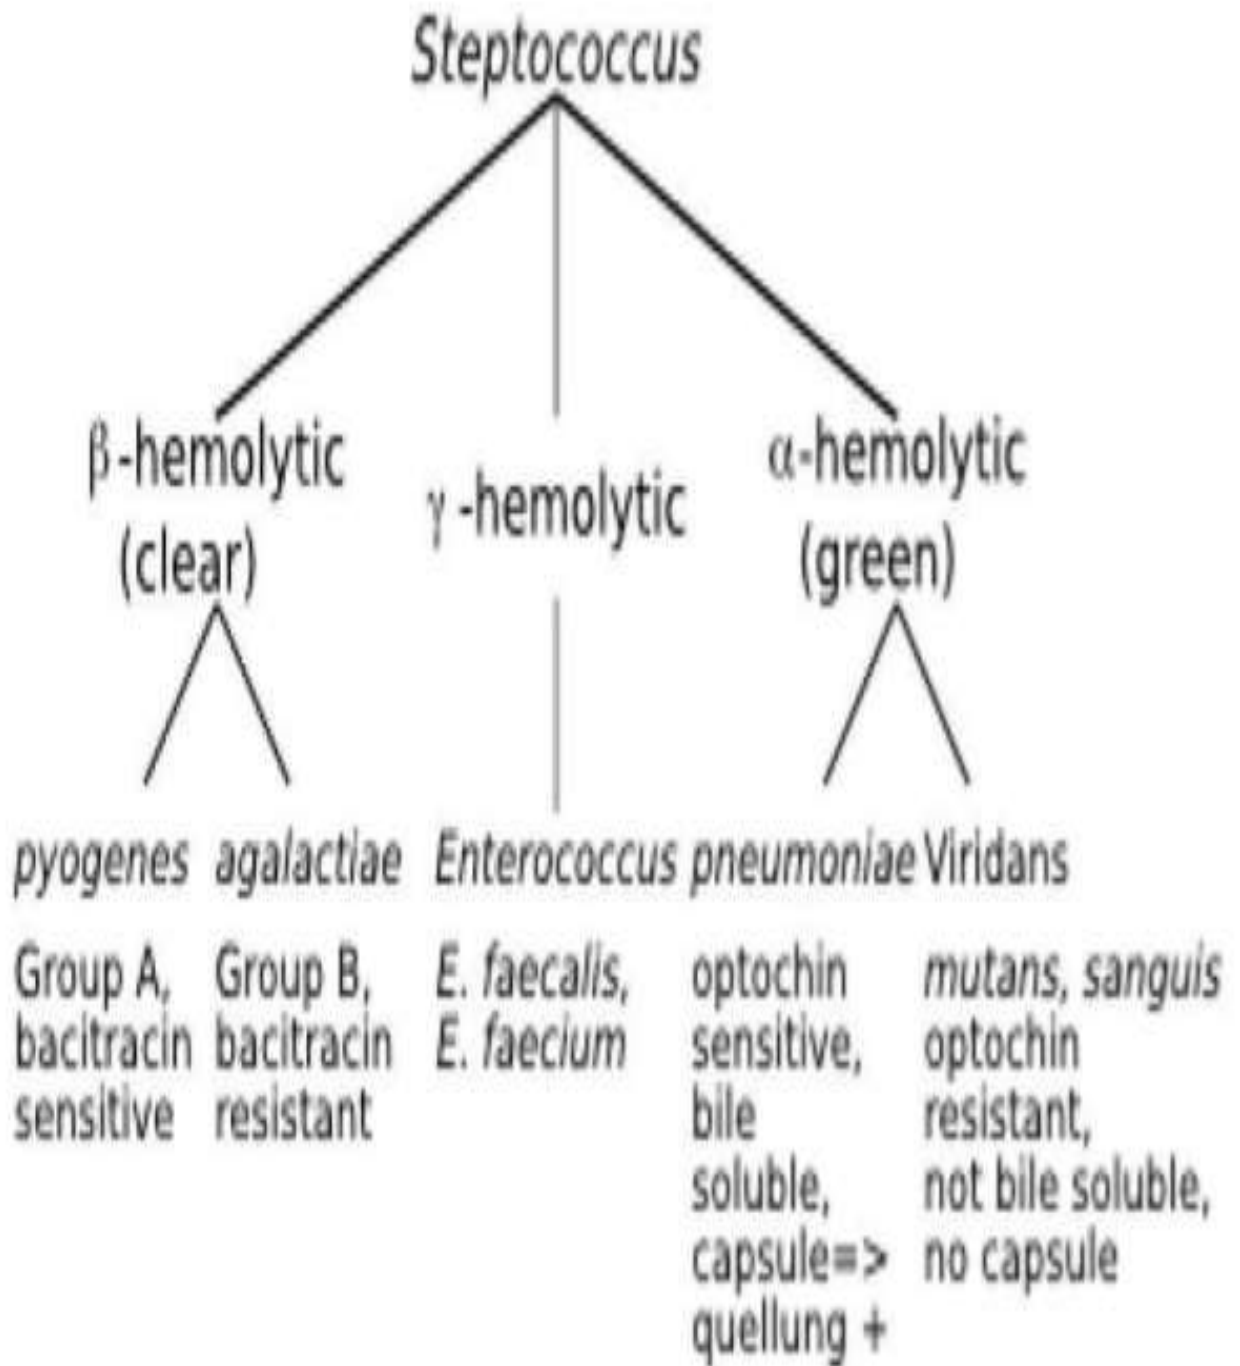 Steptococcus
β-hemolytic
(clear)
γ -hemolytic
α-hemolytic
(green)
pyogenes
Group A,
bacitracin
sensitive
agalactiae
Group B,
bacitracin
resistant
Enterococcus
E. faecalis,
E. faecium
pneumoniae
optochin
sensitive,
bile
soluble,
capsule=>
quellung +
Viridans
mutans, sanguis
optochin
resistant,
not bile soluble,
no capsule